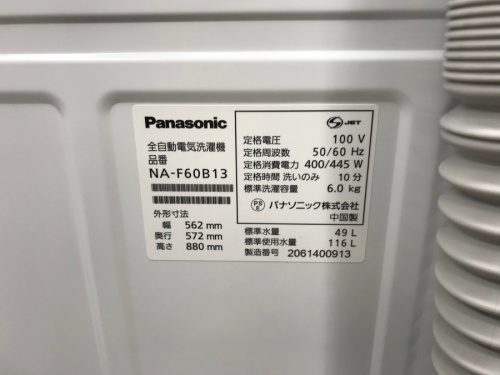 Panasonic
全自動電気洗濯機
品番
NA-F60B13
外形寸法
幅 562 mm
奥行 572 mm
高さ 880 mm
JET
定格電圧 100 V
定格周波数 50/60 Hz
定格消費電力 400/445 W
定格時間 洗いのみ 10 分
標準洗濯容量 6.0 kg
PS E パナソニック株式会社
中国製
標準水量 49 L
標準使用水量 116 L
製造番号 2061400913